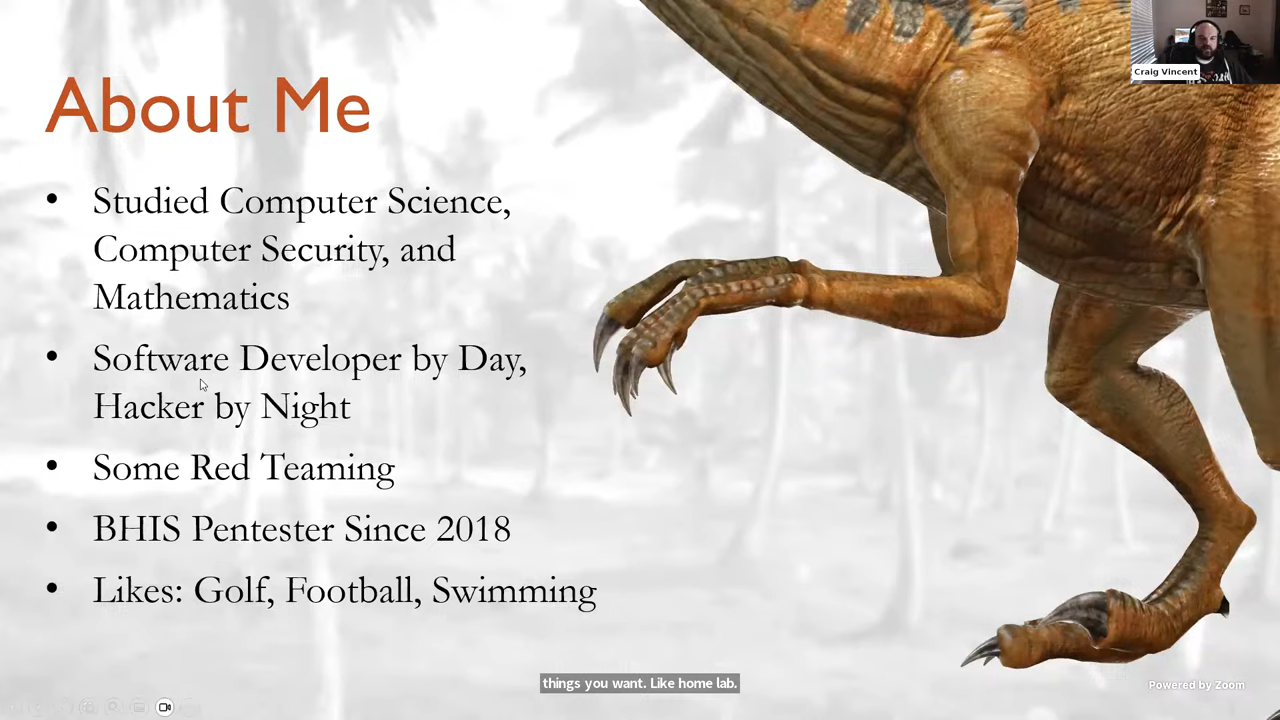 Craig Vincent
About Me
• Studied Computer Science,
Computer Security, and
Mathematics
• Software Developer by Day,
Hacker by Night
• Some Red Teaming
• BHIS Pentester Since 2018
• Likes: Golf, Football, Swimming
things you want. Like home lab.
Powered by Zoom